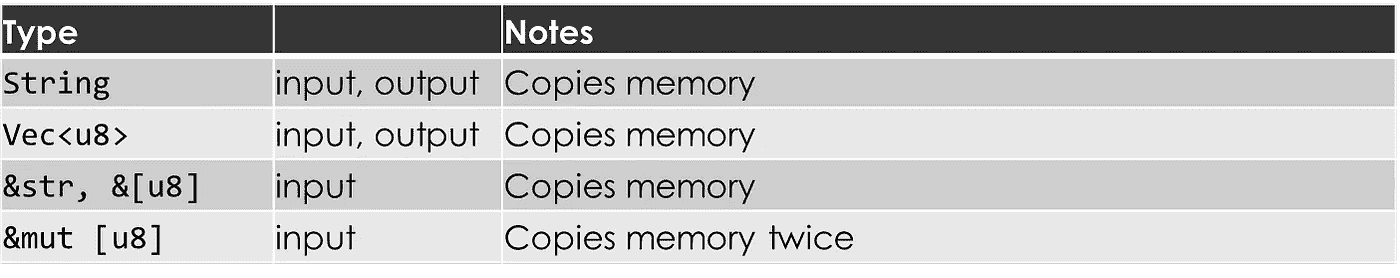 Type Notes
String input, output Copies memory
Vec<u8> input, output Copies memory
&str, &[u8] input Copies memory
&mut [u8] input Copies memory twice